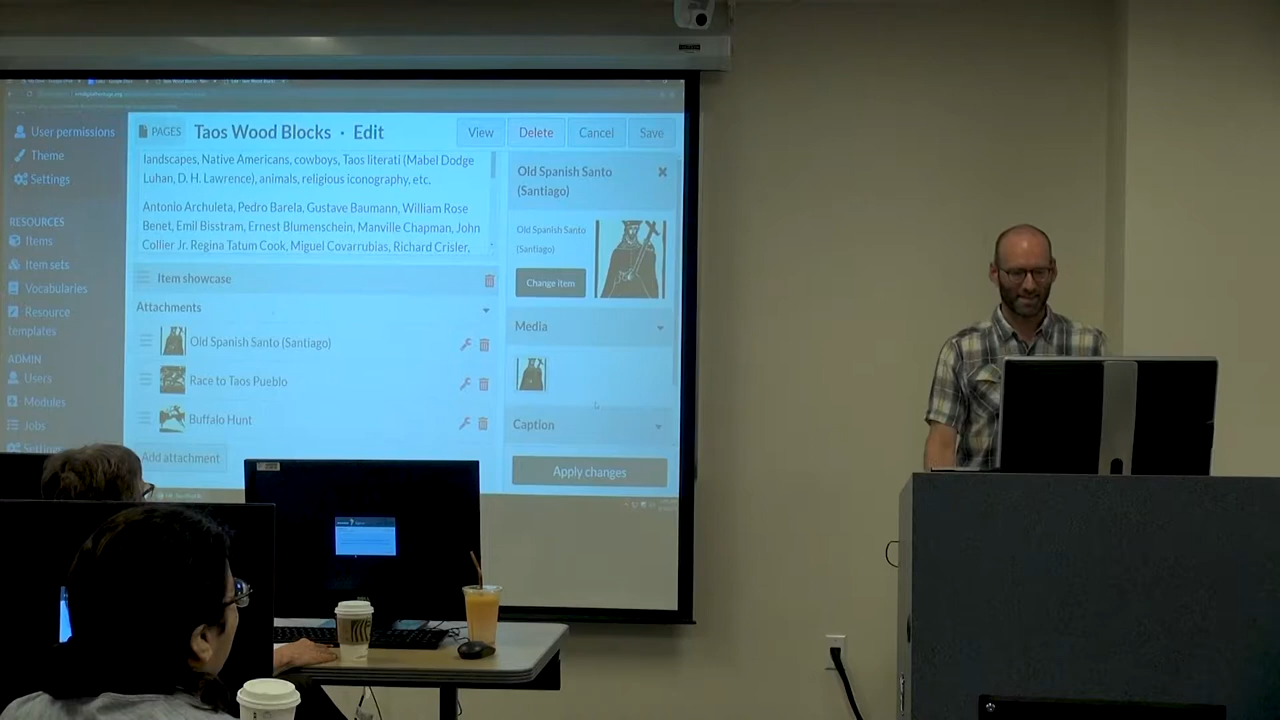 User permissions
Theme
Settings
RESOURCES
Items
Item sets
Vocabularies
Resource
templates
ADMIN
Users
Modules
Jobs
Settings
PAGES
Taos Wood Blocks · Edit
View
Delete
Cancel
Save
landscapes, Native Americans, cowboys, Taos literati (Mabel Dodge
Luhan, D. H. Lawrence), animals, religious iconography, etc.
Antonio Archuleta, Pedro Barela, Gustave Baumann, William Rose
Benet, Emil Bisstram, Ernest Blumenschein, Manville Chapman, John
Collier Jr. Regina Tatum Cook, Miguel Covarrubias, Richard Crisler,
Item showcase
Attachments
Old Spanish Santo (Santiago)
Race to Taos Pueblo
Buffalo Hunt
Add attachment
Old Spanish Santo
(Santiago)
Old Spanish Santo
(Santiago)
Change Item
Media
Caption
Apply changes